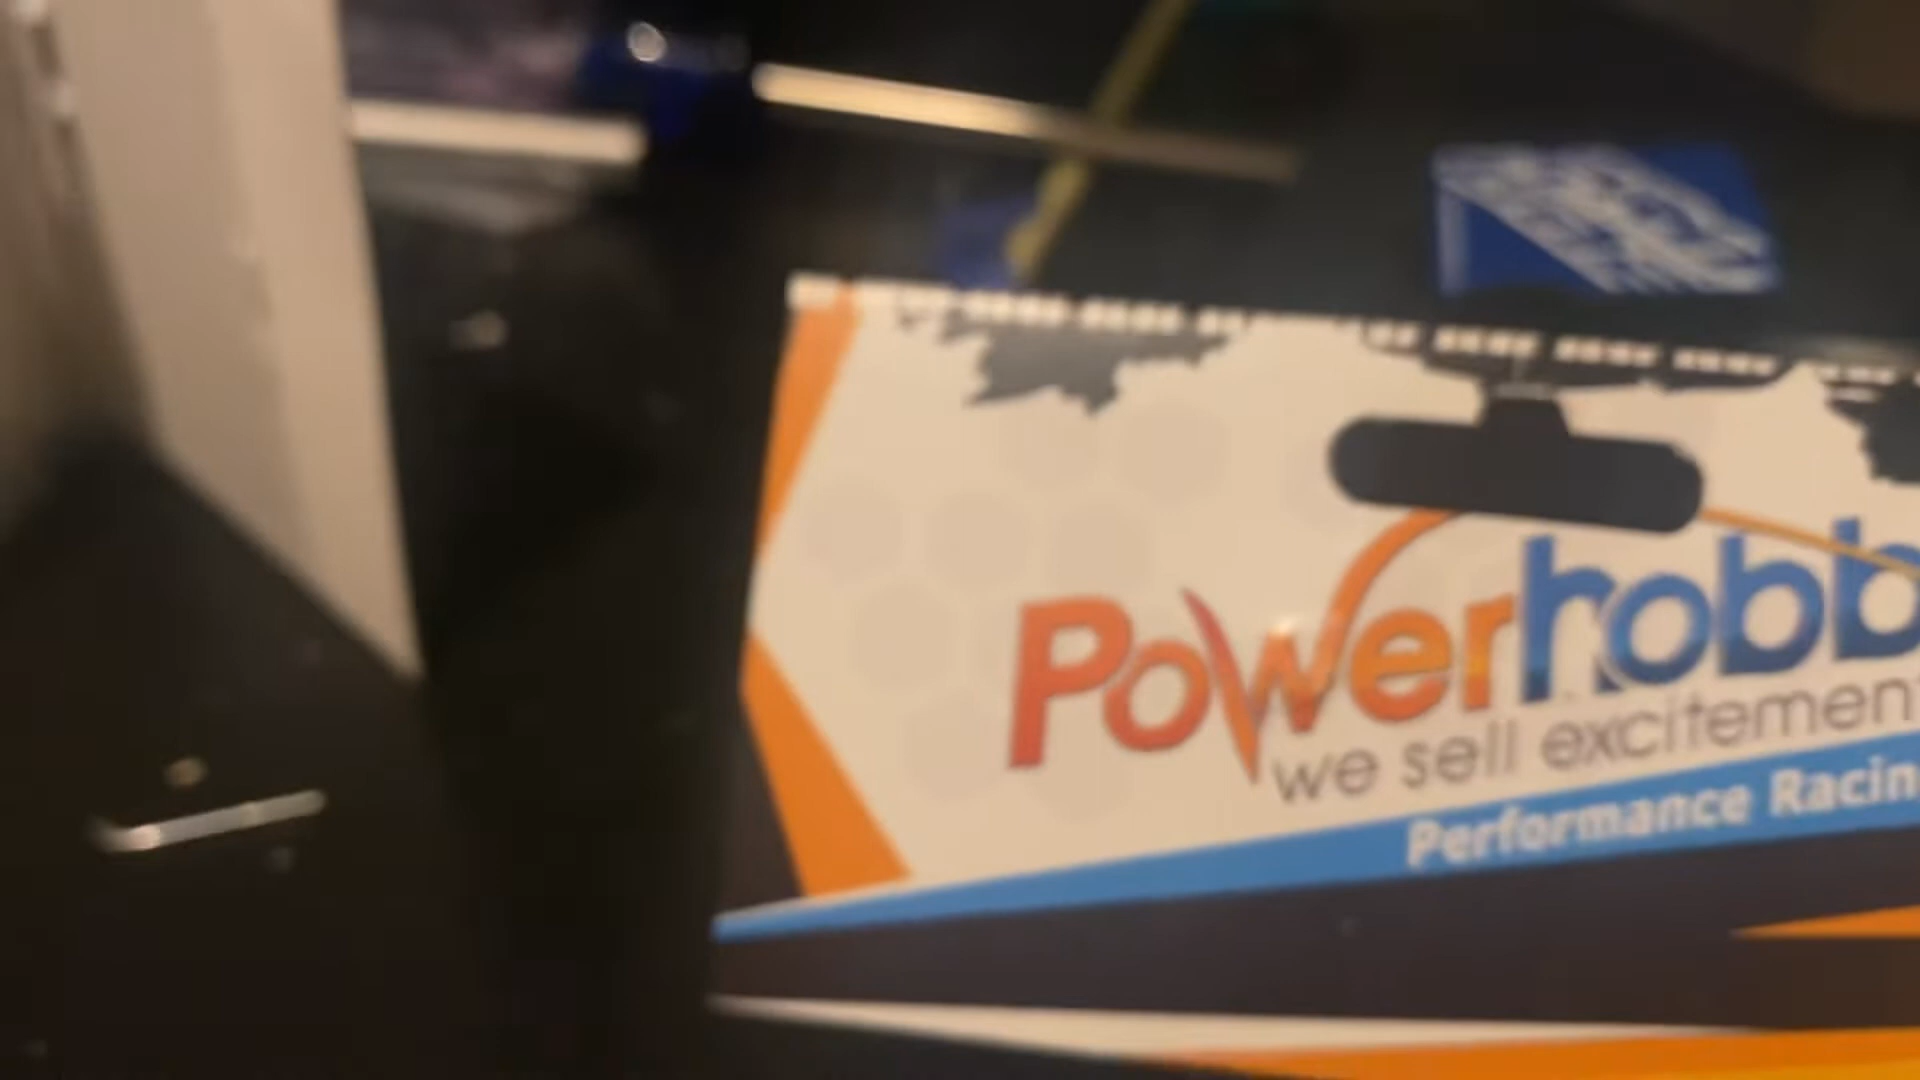 Powerhobb
we sell excitement
Performance Racin